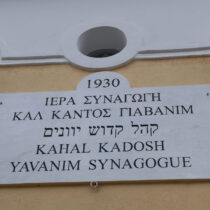 1930
ΙΕΡΑ ΣΥΝΑΓΩΓΗ
ΚΑΛ ΚΑΝΤΟΣ ΓΙΑΒΑΝΙΜ
קהל קדוש יוונים
KAHAL KADOSH
YAVANIM SYNAGOGUE